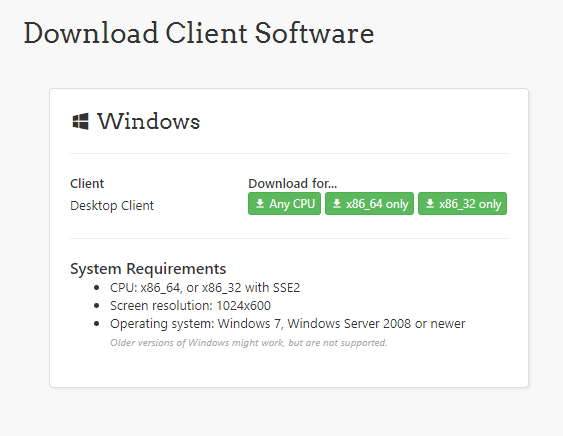 Download Client Software
Windows
Client
Download for...
Desktop Client
Any CPU
x86_64 only
x86_32 only
System Requirements
CPU: x86_64, or x86_32 with SSE2
Screen resolution: 1024x600
Operating system: Windows 7, Windows Server 2008 or newer
Older versions of Windows might work, but are not supported.